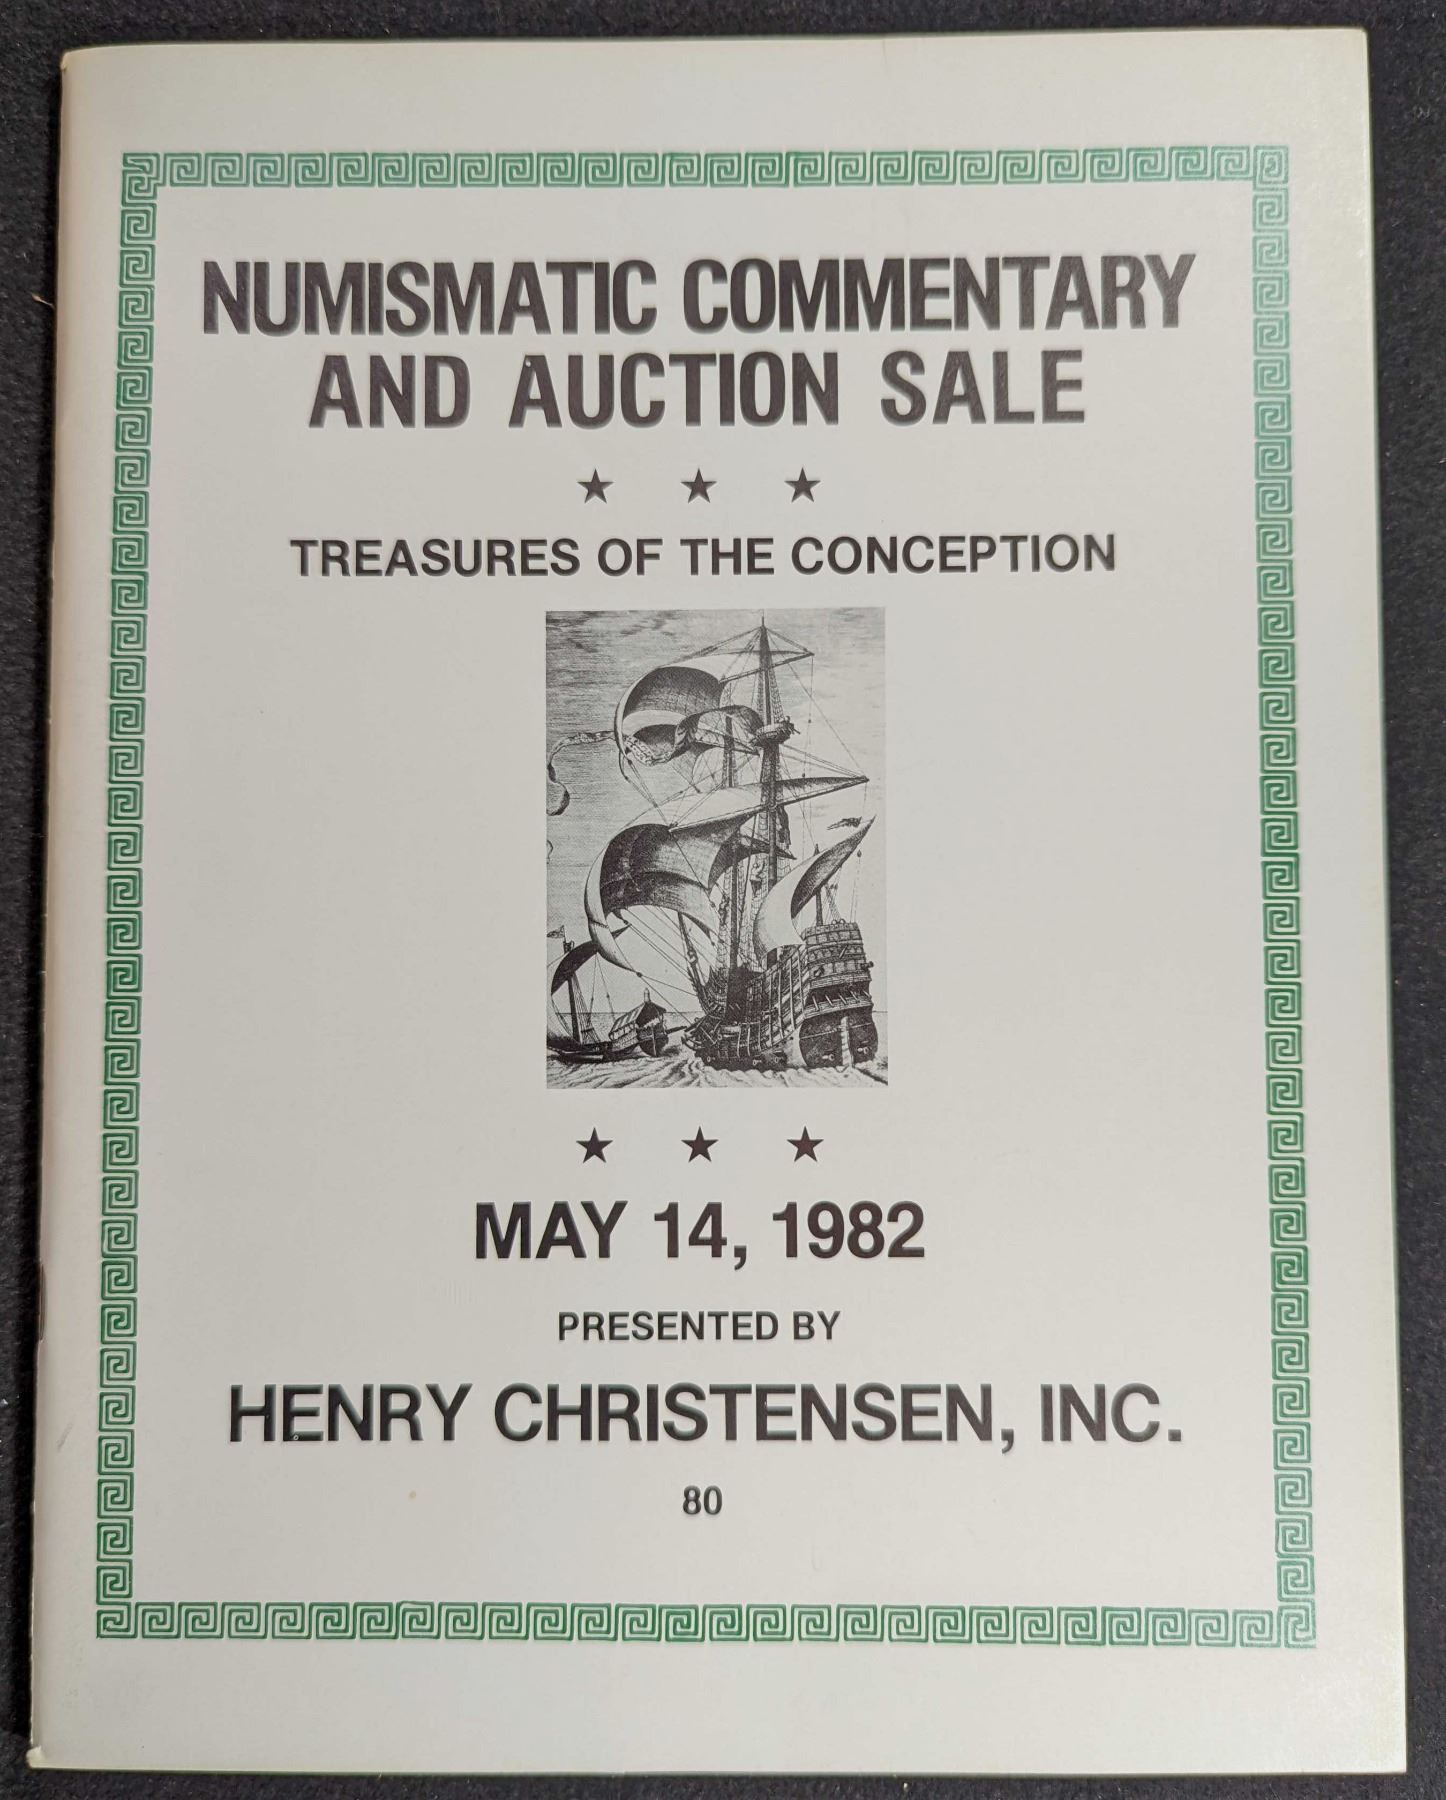 NUMISMATIC COMMENTARY
AND AUCTION SALE
TREASURES OF THE CONCEPTION
MAY 14, 1982
PRESENTED BY
HENRY CHRISTENSEN, INC.
80